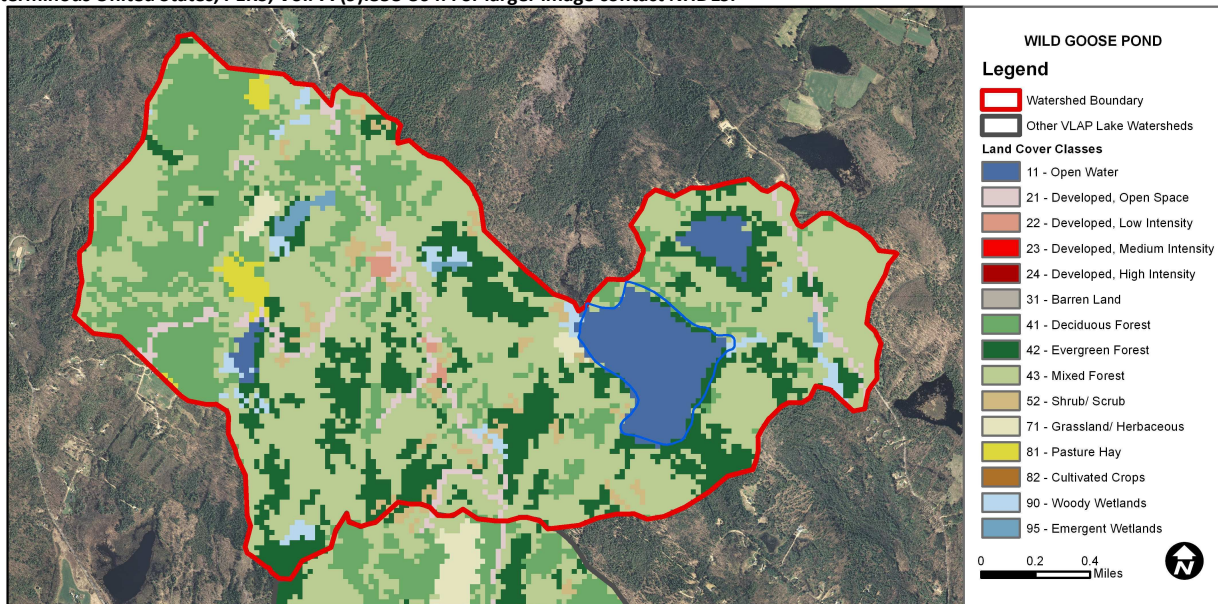 WILD GOOSE POND
Legend
Watershed Boundary
Other VLAP Lake Watersheds
Land Cover Classes
11 - Open Water
21 - Developed, Open Space
22 - Developed, Low Intensity
23 - Developed, Medium Intensity
24 - Developed, High Intensity
31 - Barren Land
41 - Deciduous Forest
42 - Evergreen Forest
43 - Mixed Forest
52 - Shrub/ Scrub
71 - Grassland/ Herbaceous
81 - Pasture Hay
82 - Cultivated Crops
90 - Woody Wetlands
95 - Emergent Wetlands
0 0.2 0.4
Miles
N